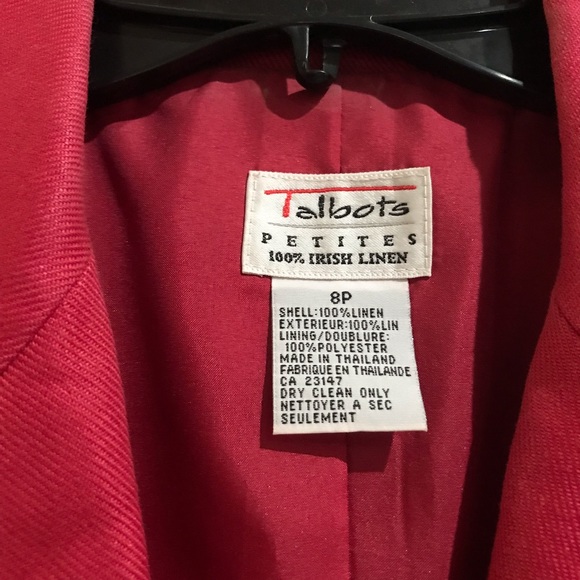 Talbots
PETITES
100% IRISH LINEN
8P
SHELL:100%LINEN
EXTERIEUR:100%LIN
LINING/DOUBLURE:
100%POLYESTER
MADE IN THAILAND
FABRIQUE EN THAILANDE
CA 23147
DRY CLEAN ONLY
NETTOYER A SEC
SEULEMENT